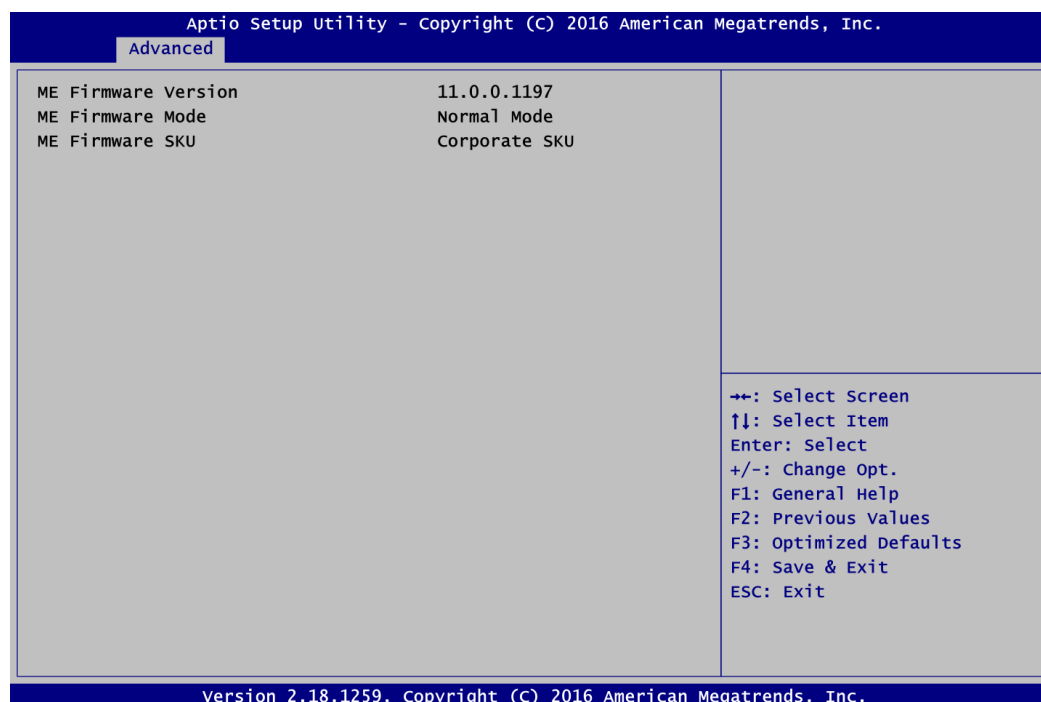 Aptio Setup Utility – Copyright (C) 2016 American Megatrends, Inc.
Advanced
ME Firmware Version 11.0.0.1197
ME Firmware Mode Normal Mode
ME Firmware SKU Corporate SKU
→←: Select Screen
↑↓: Select Item
Enter: Select
+/-: Change Opt.
F1: General Help
F2: Previous Values
F3: Optimized Defaults
F4: Save & Exit
ESC: Exit
Version 2.18.1259. Copyright (C) 2016 American Megatrends, Inc.